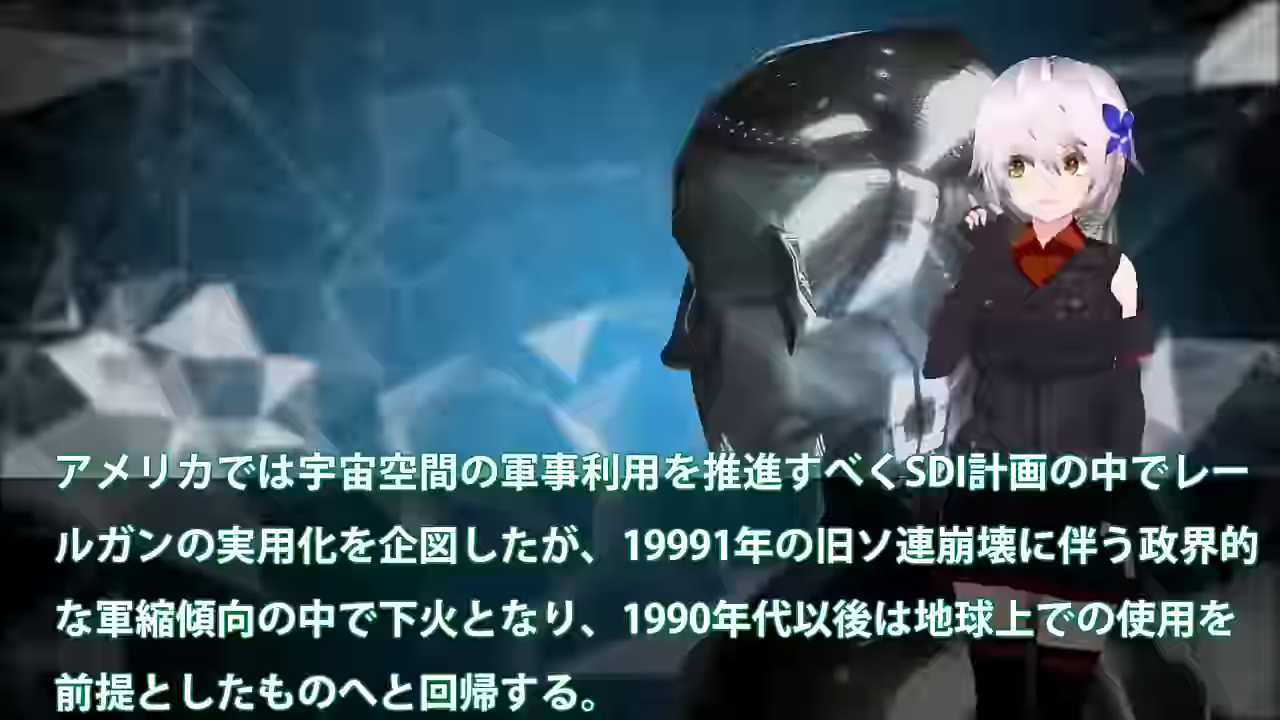 アメリカでは宇宙空間の軍事利用を推進すべくSDI計画の中でレー
ルガンの実用化を企図したが、19991年の旧ソ連崩壊に伴う政界的
な軍縮傾向の中で下火となり、1990年代以後は地球上での使用を
前提としたものへと回帰する。